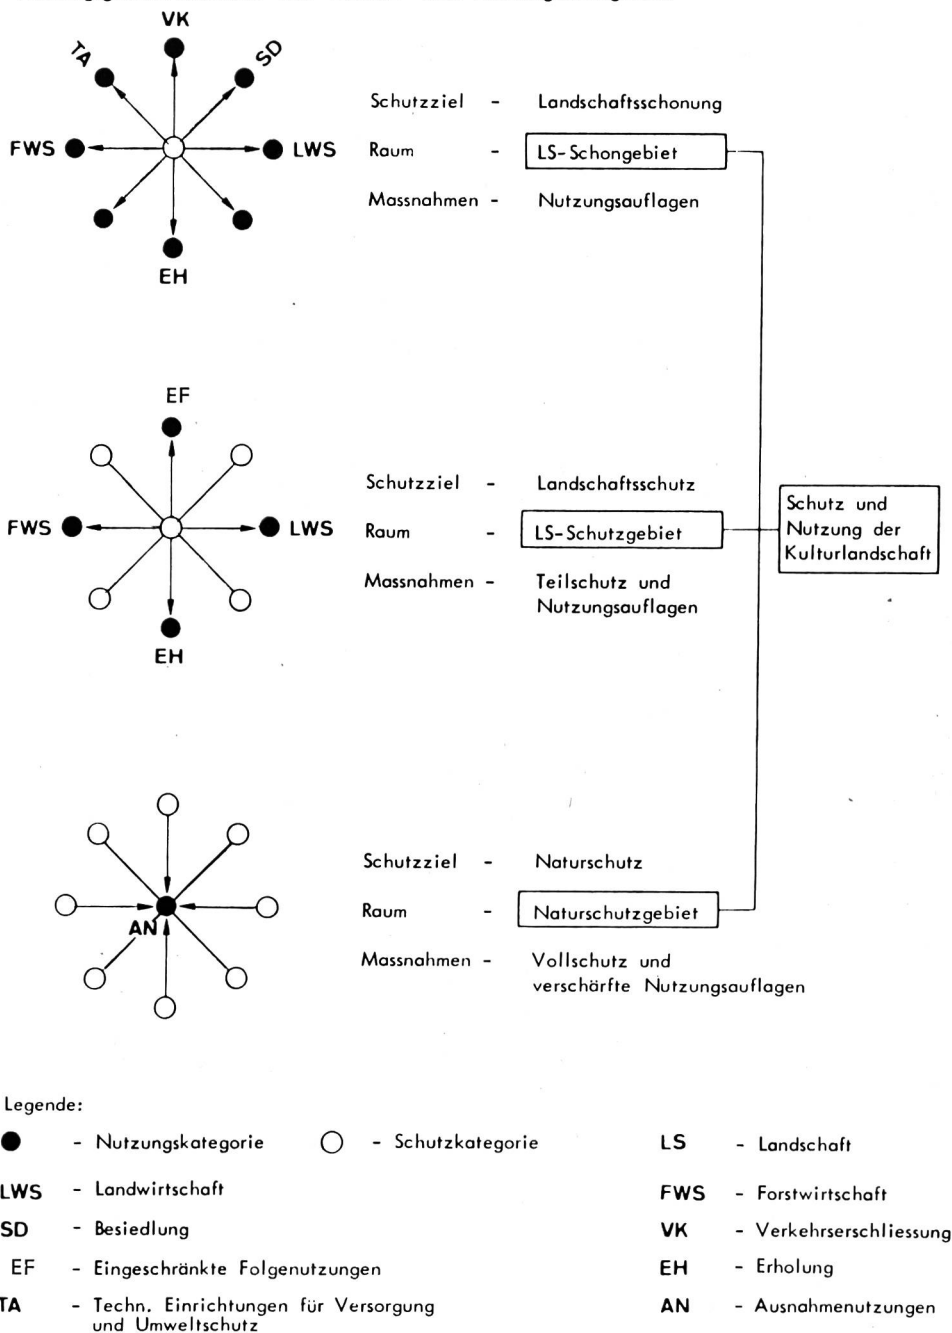 VK
TA
SD
FWS
LWS
EH
Schutzziel - Landschaftsschonung
Raum - LS-Schongebiet
Massnahmen - Nutzungsauflagen
EF
FWS
LWS
EH
Schutzziel - Landschaftsschutz
Raum - LS-Schutzgebiet
Massnahmen - Teilschutz und
Nutzungsauflagen
Schutz und
Nutzung der
Kulturlandschaft
AN
Schutzziel - Naturschutz
Raum - Naturschutzgebiet
Massnahmen - Vollschutz und
verschärfte Nutzungsauflagen
Legende:
- Nutzungskategorie
- Schutzkategorie
LS - Landschaft
LWS - Landwirtschaft
FWS - Forstwirtschaft
SD - Besiedlung
VK - Verkehrserschliessung
EF - Eingeschränkte Folgenutzungen
EH - Erholung
TA - Techn. Einrichtungen für Versorgung
und Umweltschutz
AN - Ausnahmenutzungen